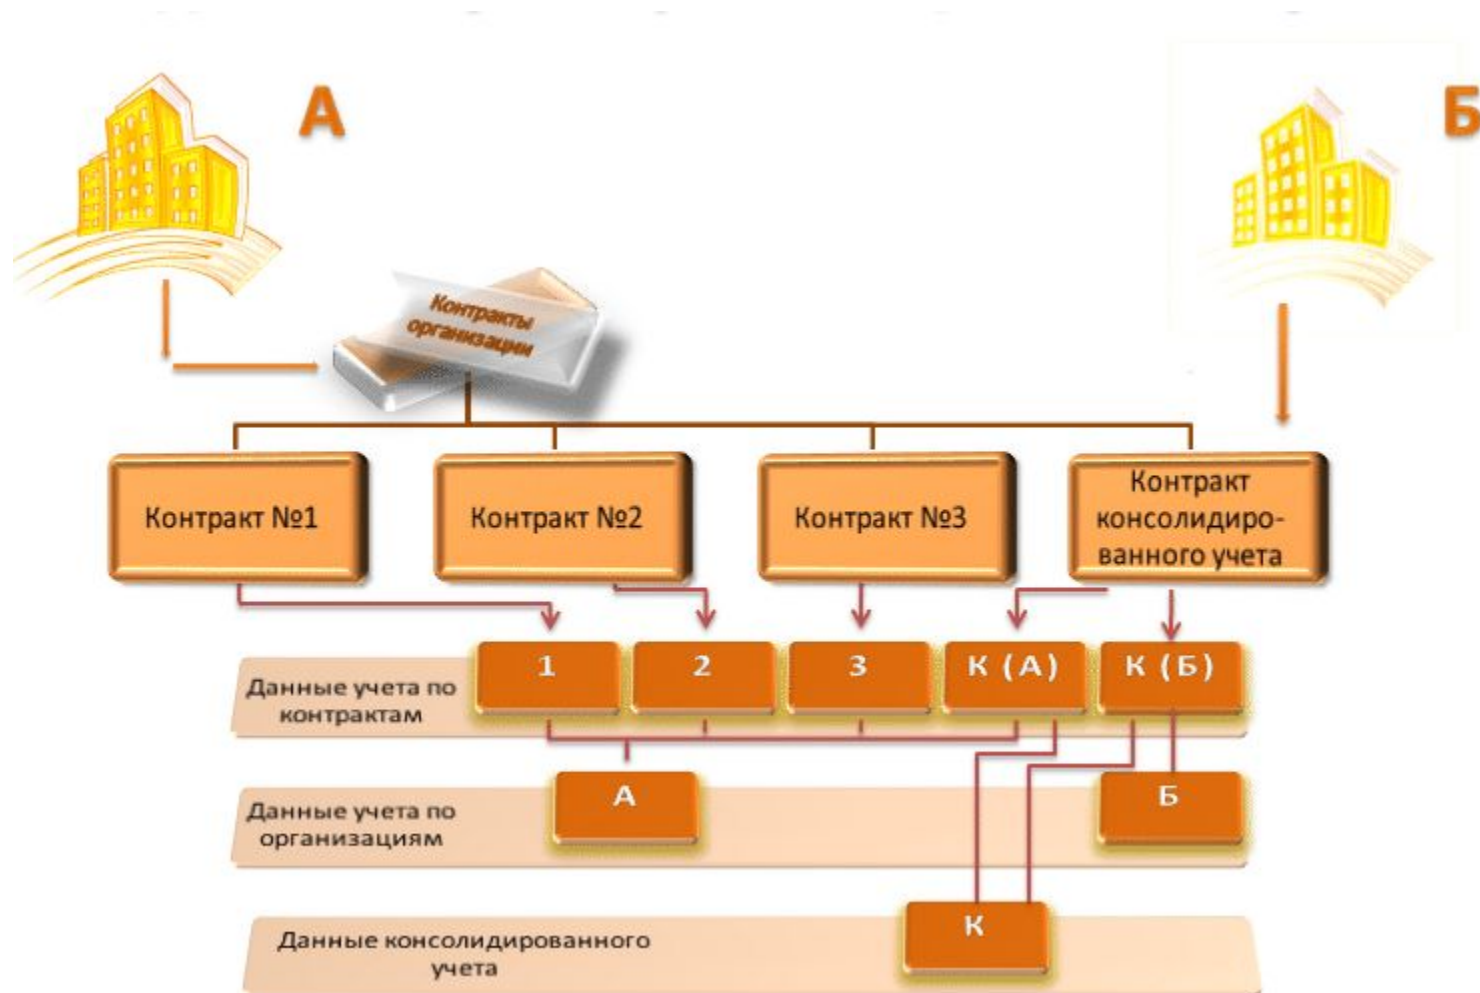 А
Б
Контракты
организации
Контракт №1
Контракт №2
Контракт №3
Контракт
консолидиро-
ванного учета
1
2
3
К (А)
К (Б)
Данные учета по
контрактам
А
Б
Данные учета по
организациям
К
Данные консолидированного
учета